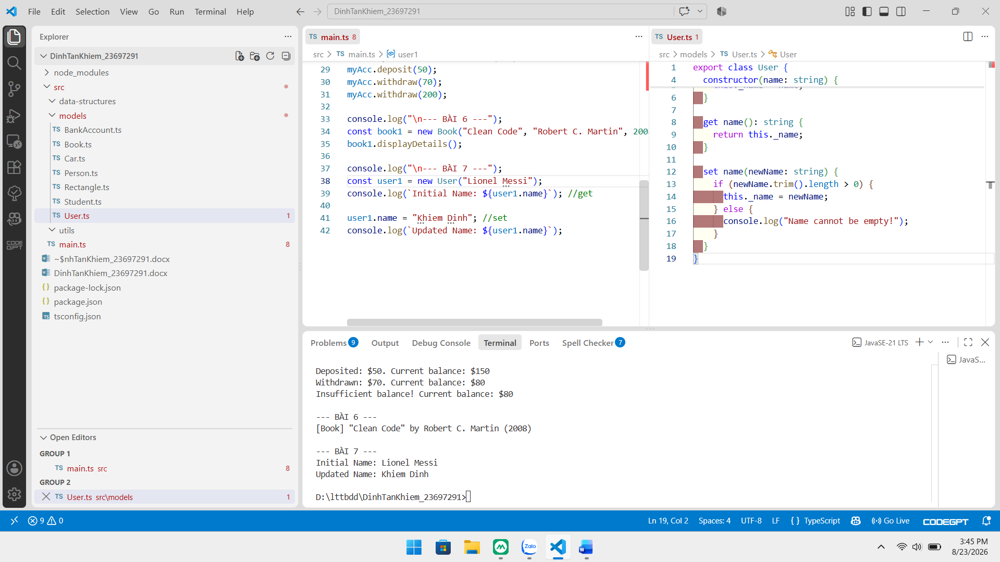 File Edit Selection View Go Run Terminal Help
DinhTanKhiem_23697291
Explorer
DinhTanKhiem_23697291
node_modules
src
data-structures
models
TS BankAccount.ts
TS Book.ts
TS Car.ts
TS Person.ts
TS Rectangle.ts
TS Student.ts
TS User.ts 1
utils
TS main.ts 8
~$nhTanKhiem_23697291.docx
DinhTanKhiem_23697291.docx
{} package-lock.json
{} package.json
TS tsconfig.json
Open Editors
GROUP 1
TS main.ts src 8
GROUP 2
TS User.ts src\models 1
CODE
GPT
TS main.ts 8
src > TS main.ts > user1
29 myAcc.deposit(50);
30 myAcc.withdraw(70);
31 myAcc.withdraw(200);
32
33 console.log("\n--- BÀI 6 ---");
34 const book1 = new Book("Clean Code", "Robert C. Martin", 200
35 book1.displayDetails();
36
37 console.log("\n--- BÀI 7 ---");
38 const user1 = new User("Lionel Messi");
39 console.log(`Initial Name: ${user1.name}`); //get
40
41 user1.name = "Khiem Dinh"; //set
42 console.log(`Updated Name: ${user1.name}`);
TS User.ts 1
src > models > TS User.ts > User
1 export class User {
4 constructor(name: string) {
6 }
7
8 get name(): string {
9 return this._name;
10 }
11
12 set name(newName: string) {
13 if (newName.trim().length > 0) {
14 this._name = newName;
15 } else {
16 console.log("Name cannot be empty!");
17 }
18 }
19 }
Problems 9 Output Debug Console Terminal Ports Spell Checker 7
JavaSE-21 LTS
JavaS...
Deposited: $50. Current balance: $150
Withdrawn: $70. Current balance: $80
Insufficient balance! Current balance: $80
--- BÀI 6 ---
[Book] "Clean Code" by Robert C. Martin (2008)
--- BÀI 7 ---
Initial Name: Lionel Messi
Updated Name: Khiem Dinh
D:\lttbdd\DinhTanKhiem_23697291>
9 0
Ln 19, Col 2 Spaces: 4 UTF-8 LF {} TypeScript Go Live CODEGPT
Zalo
W
3:45 PM
8/23/2026